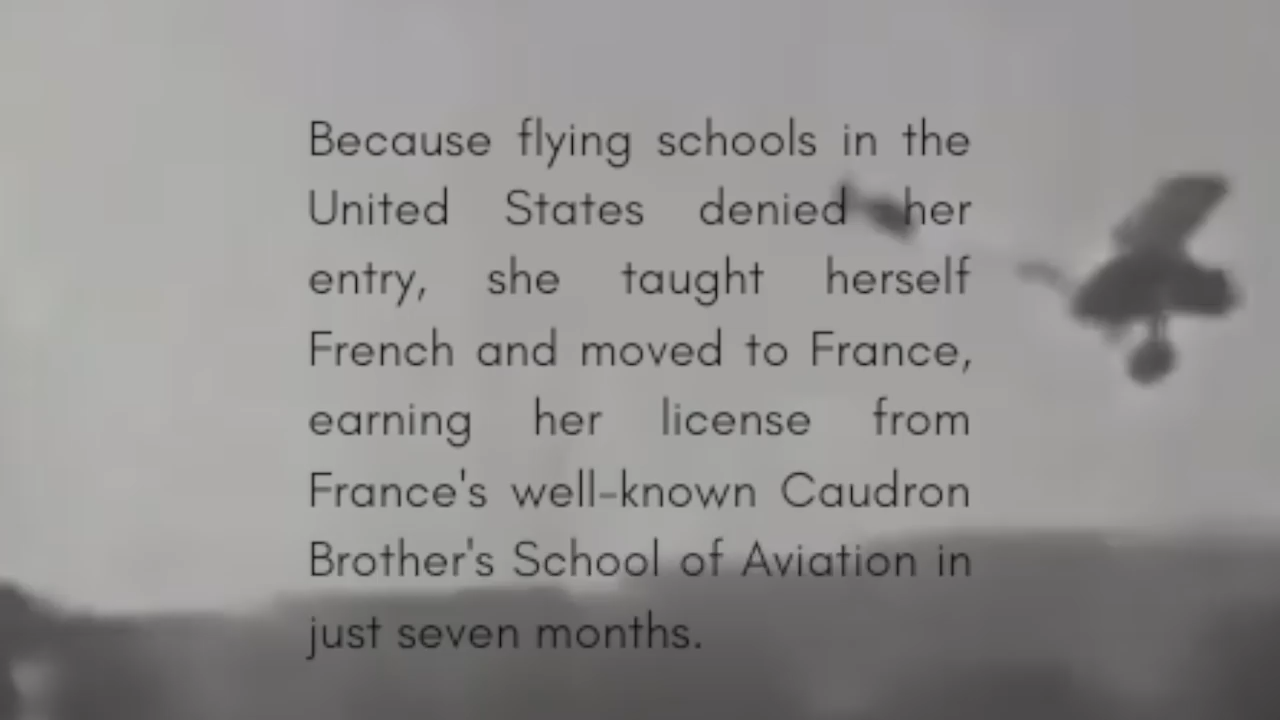 Because flying schools in the
United States denied her
entry, she taught herself
French and moved to France,
earning her license from
France's well-known Caudron
Brother's School of Aviation in
just seven months.